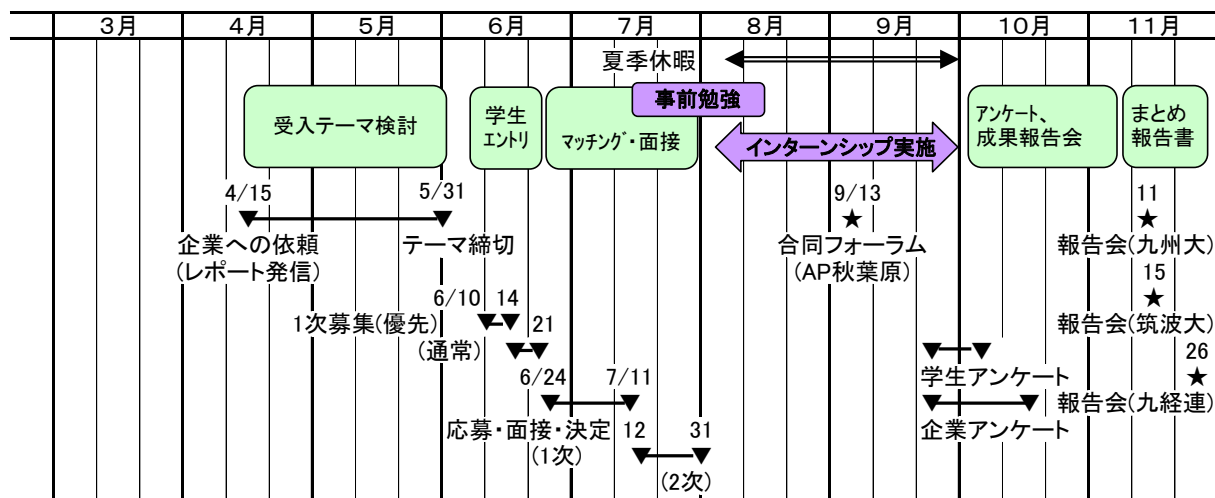 3月 4月 5月 6月 7月 8月 9月 10月 11月
夏季休暇
事前勉強
受入テーマ検討
学生
エントリ
マッチング・面接
インターンシップ実施
アンケート、
成果報告会
まとめ
報告書
4/15 5/31
企業への依頼
(レポート発信)
テーマ締切
9/13
★
合同フォーラム
(AP秋葉原)
11
★
報告会(九州大)
15
★
報告会(筑波大)
6/10 14
1次募集(優先)
21
(通常)
学生アンケート
26
★
報告会(九経連)
6/24 7/11
応募・面接・決定
(1次)
企業アンケート
12 31
(2次)